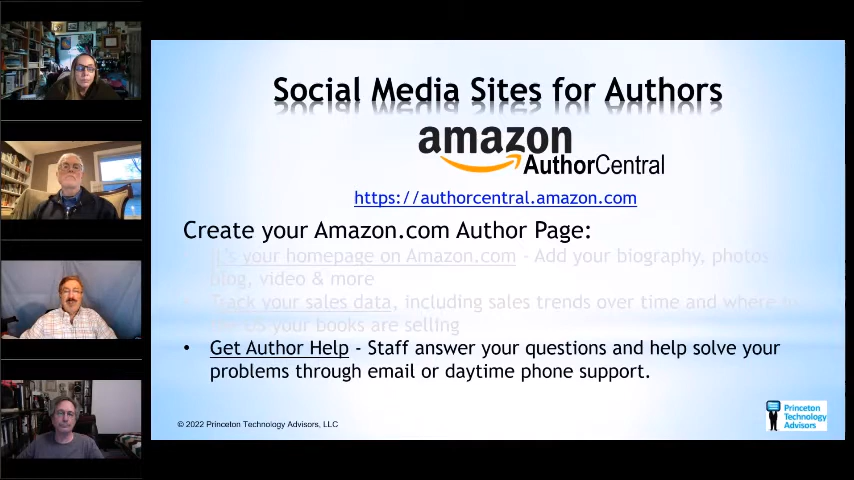 Social Media Sites for Authors
amazon
AuthorCentral
https://authorcentral.amazon.com
Create your Amazon.com Author Page:
It's your homepage on Amazon.com - Add your biography, photos
blog, video & more
• Track your sales data, including sales trends over time and where in
the US your books are selling
• Get Author Help - Staff answer your questions and help solve your
problems through email or daytime phone support.
© 2022 Princeton Technology Advisors, LLC
Princeton
Technology
Advisors